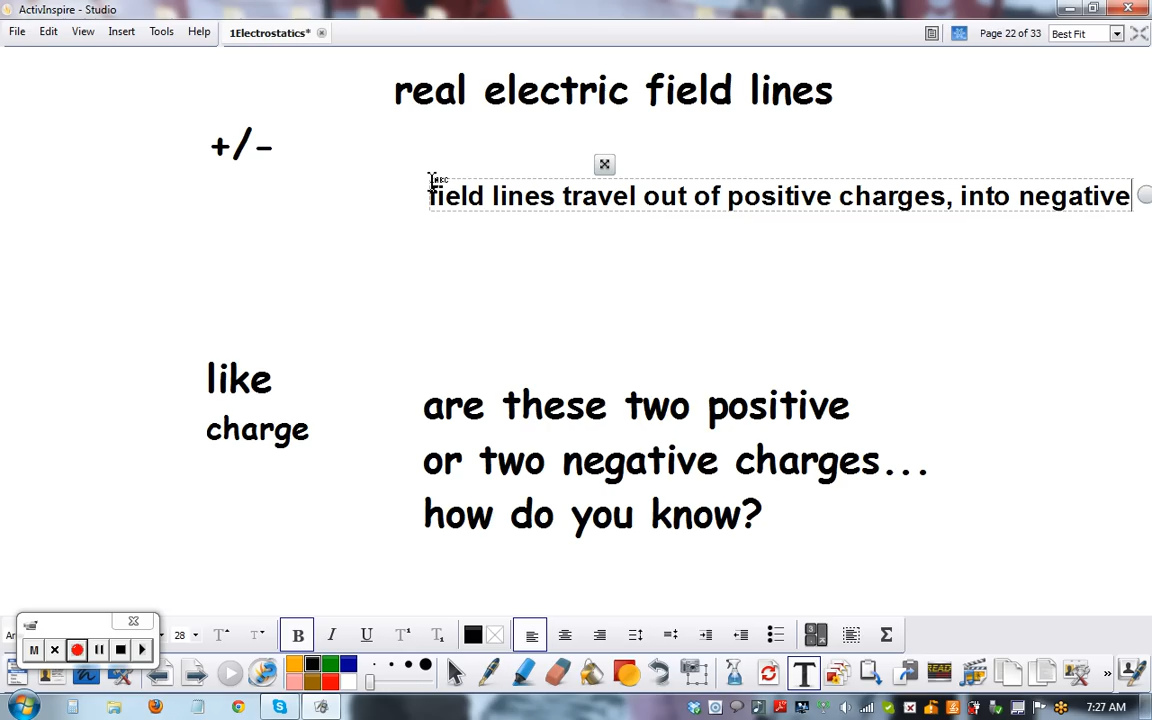 ActivInspire - Studio
File Edit View Insert Tools Help
1Electrostatics*
Page 22 of 33
Best Fit
real electric field lines
+/-
field lines travel out of positive charges, into negative
like
charge
are these two positive
or two negative charges...
how do you know?
28
7:27 AM